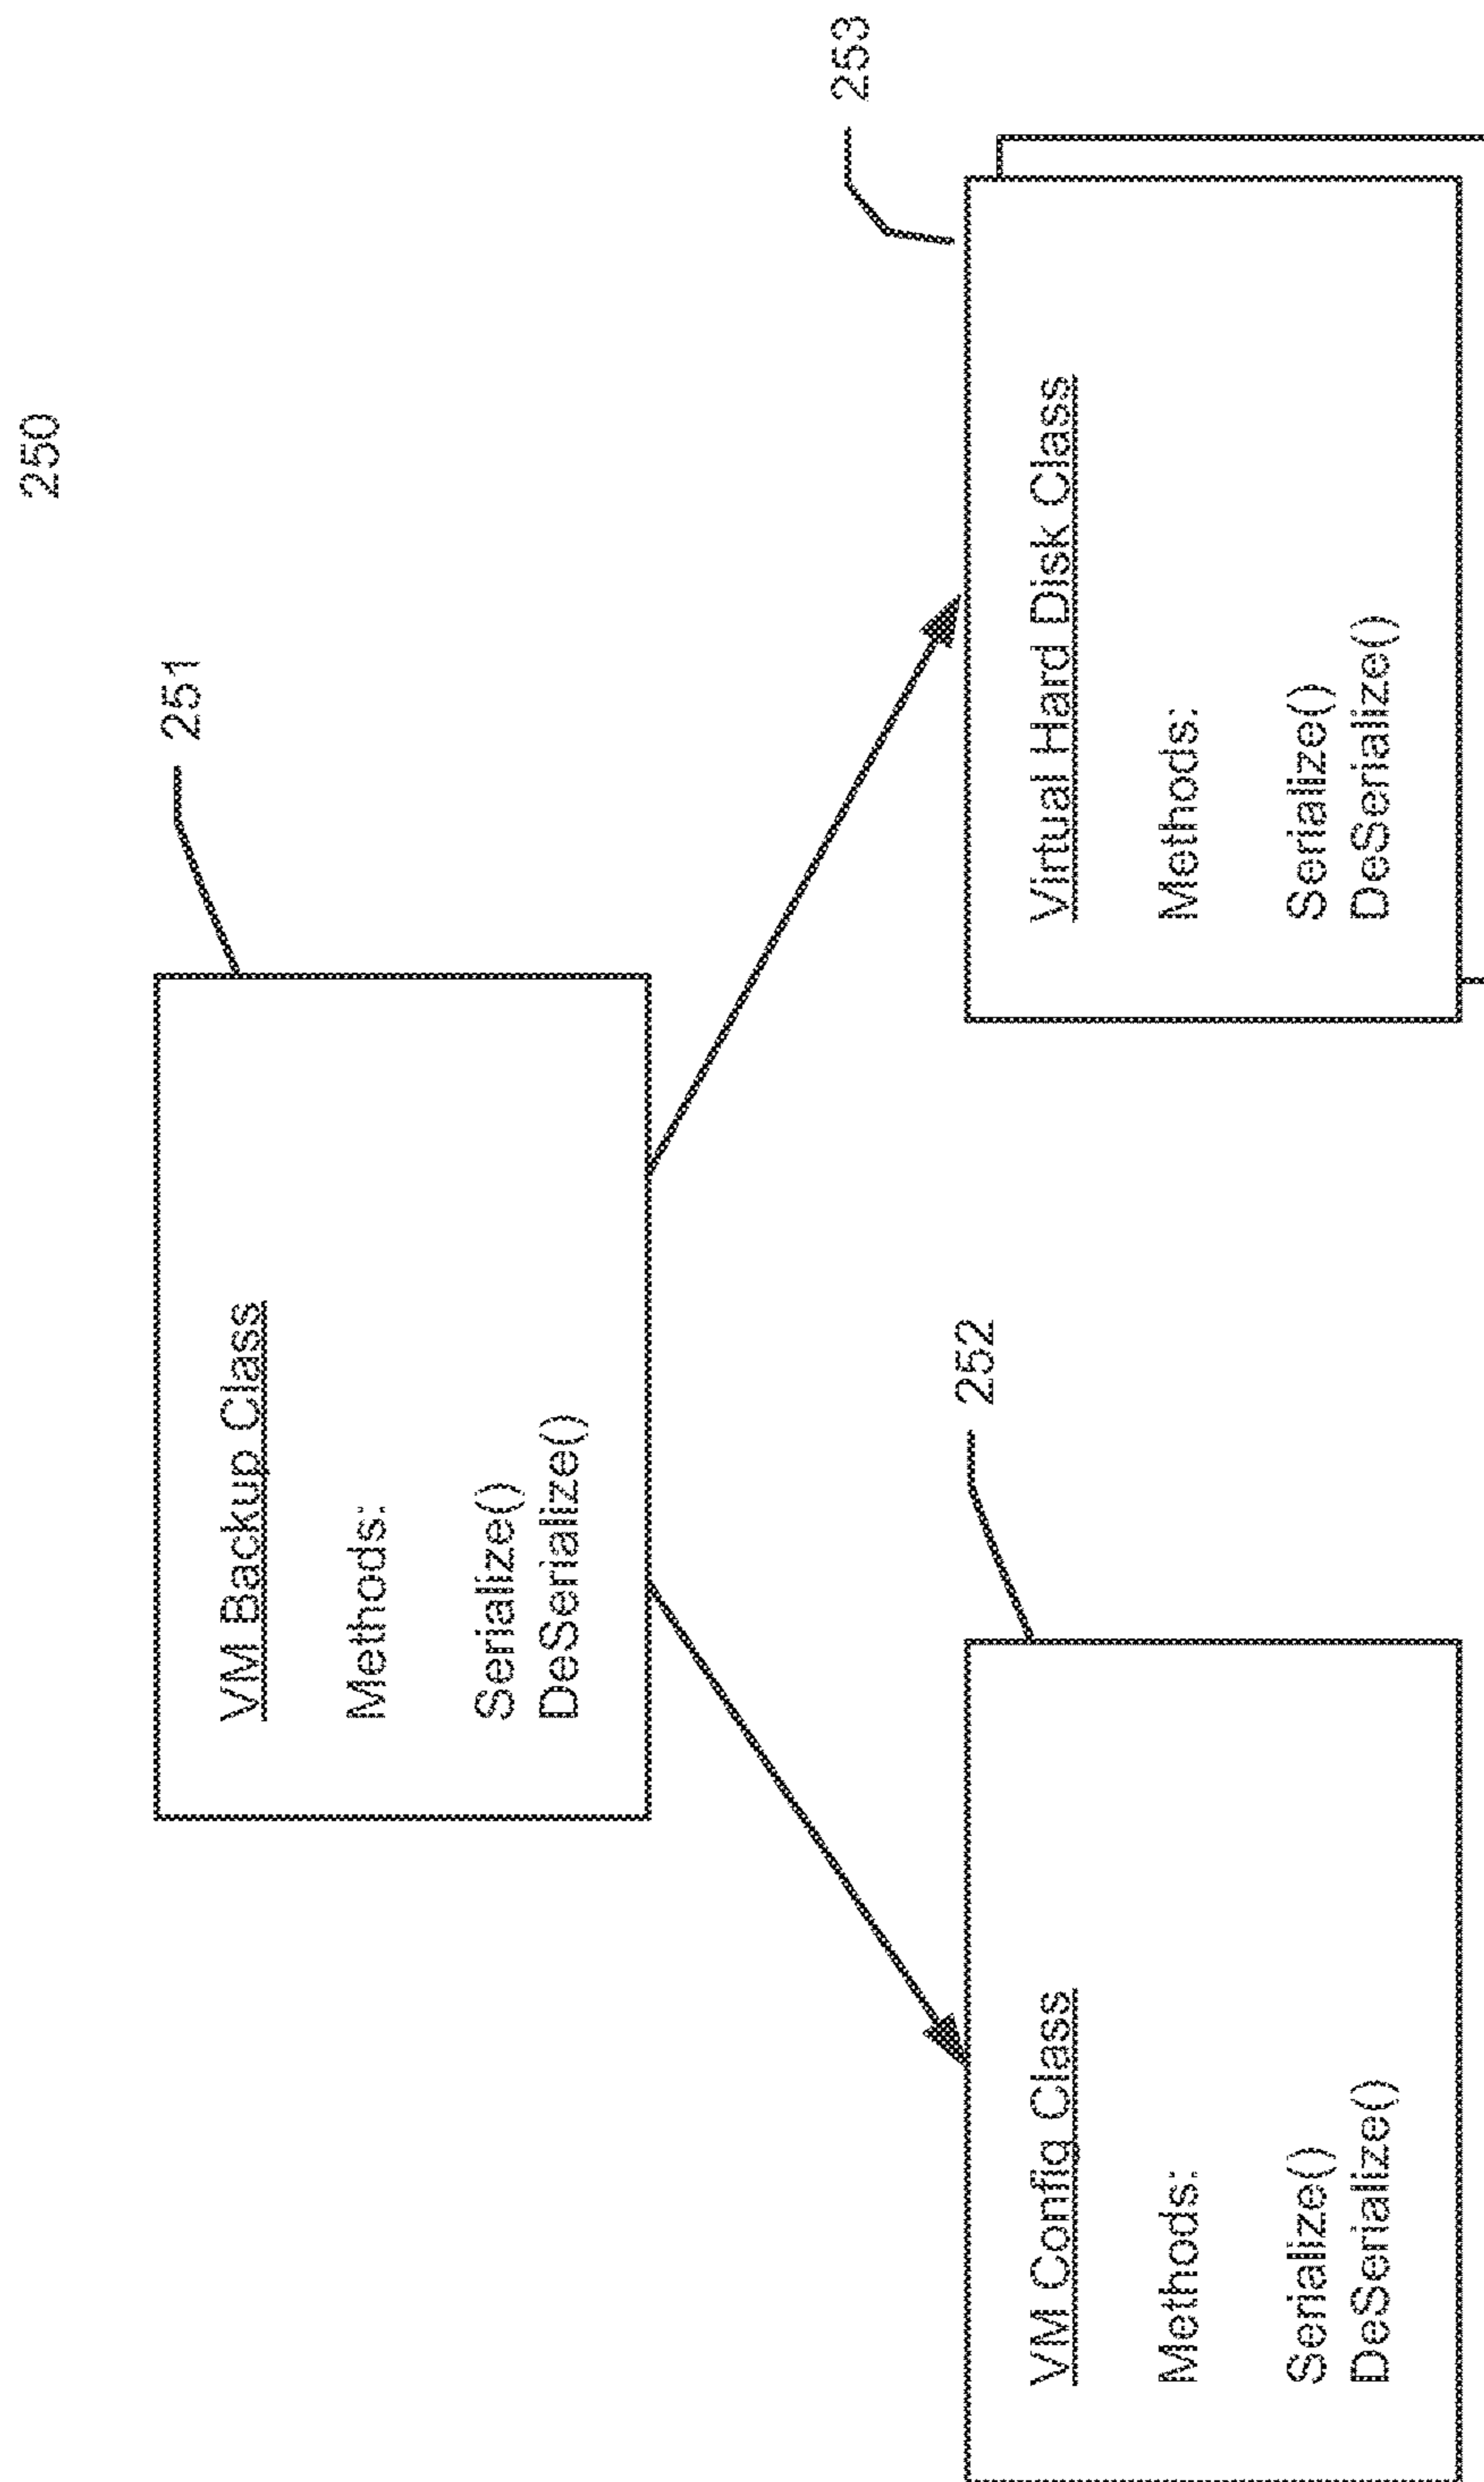 250
251
VM Backup Class
Methods:
Serialize()
DeSerialize()
252
VM Config Class
Methods:
Serialize()
DeSerialize()
253
Virtual Hard Disk Class
Methods:
Serialize()
DeSerialize()